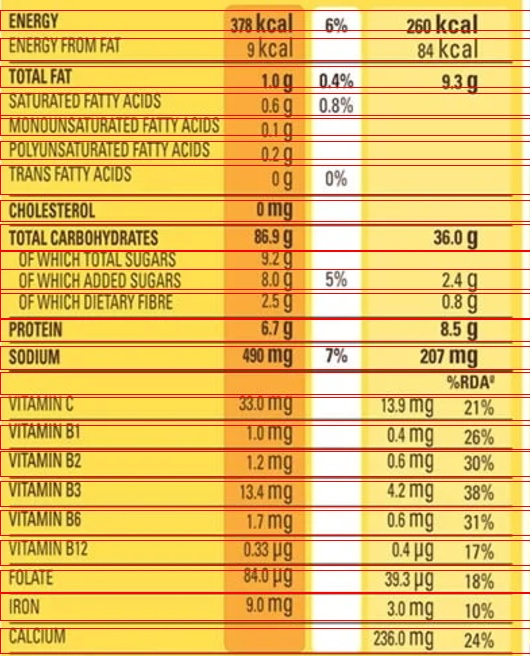 ENERGY 378 kcal 6% 260 kcal
ENERGY FROM FAT 9 kcal 84 kcal
TOTAL FAT 1.0 g 0.4% 9.3 g
SATURATED FATTY ACIDS 0.6 g 0.8%
MONOUNSATURATED FATTY ACIDS 0.1 g
POLYUNSATURATED FATTY ACIDS 0.2 g
TRANS FATTY ACIDS 0 g 0%
CHOLESTEROL 0 mg
TOTAL CARBOHYDRATES 86.9 g 36.0 g
OF WHICH TOTAL SUGARS 9.2 g
OF WHICH ADDED SUGARS 8.0 g 5% 2.4 g
OF WHICH DIETARY FIBRE 2.5 g 0.8 g
PROTEIN 6.7 g 8.5 g
SODIUM 490 mg 7% 207 mg
%RDA#
VITAMIN C 33.0 mg 13.9 mg 21%
VITAMIN B1 1.0 mg 0.4 mg 26%
VITAMIN B2 1.2 mg 0.6 mg 30%
VITAMIN B3 13.4 mg 4.2 mg 38%
VITAMIN B6 1.7 mg 0.6 mg 31%
VITAMIN B12 0.33 µg 0.4 µg 17%
FOLATE 84.0 µg 39.3 µg 18%
IRON 9.0 mg 3.0 mg 10%
CALCIUM 236.0 mg 24%